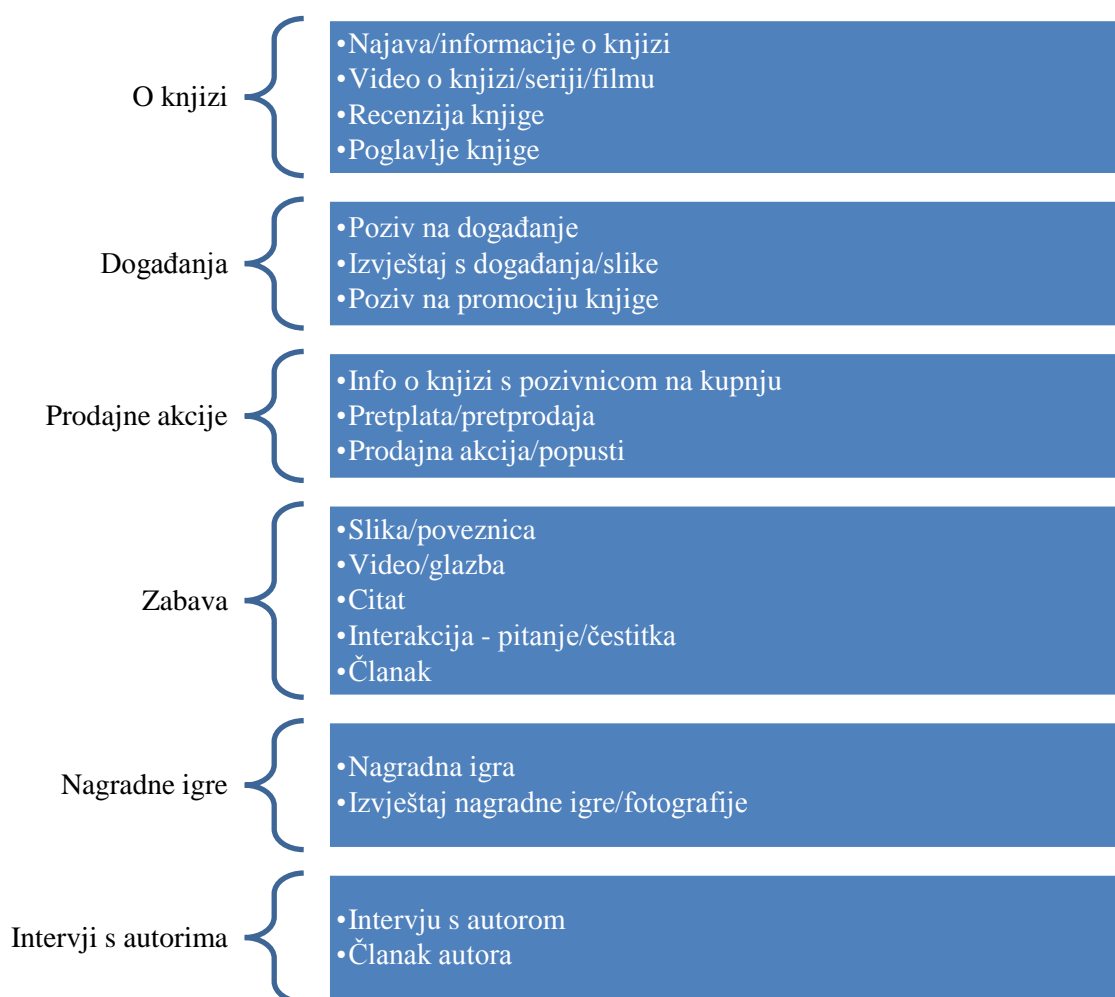 O knjizi
•Najava/informacije o knjizi
•Video o knjizi/seriji/filmu
•Recenzija knjige
•Poglavlje knjige
Događanja
•Poziv na događanje
•Izvještaj s događanja/slike
•Poziv na promociju knjige
Prodajne akcije
•Info o knjizi s pozivnicom na kupnju
•Pretplata/pretprodaja
•Prodajna akcija/popusti
Zabava
•Slika/poveznica
•Video/glazba
•Citat
•Interakcija - pitanje/čestitka
•Članak
Nagradne igre
•Nagradna igra
•Izvještaj nagradne igre/fotografije
Intervji s autorima
•Intervju s autorom
•Članak autora